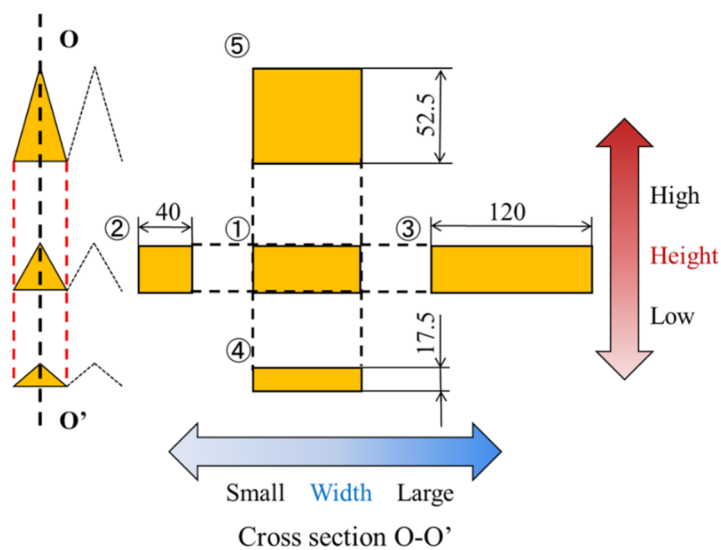 O
⑤
52.5
②
40
①
③
120
High
Height
Low
④
17.5
O’
Small Width Large
Cross section O-O’